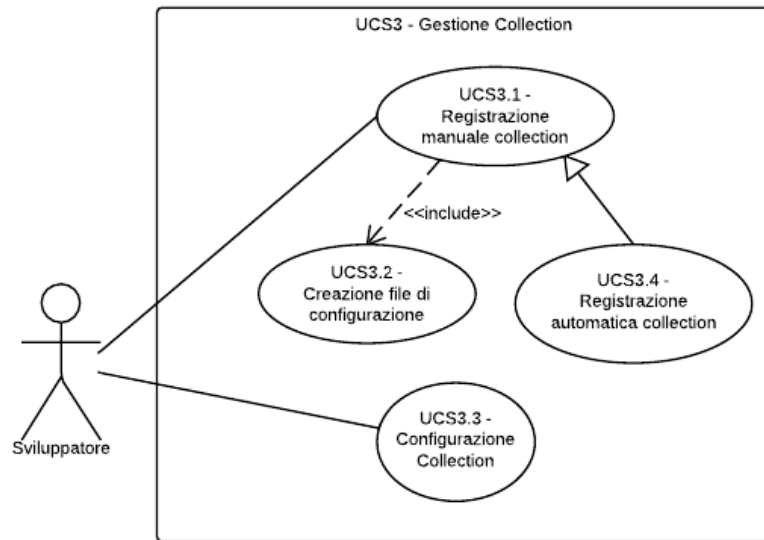 UCS3 - Gestione Collection
UCS3.1 -
Registrazione
manuale collection
<<include>>
UCS3.2 -
Creazione file di
configurazione
UCS3.4 -
Registrazione
automatica collection
UCS3.3 -
Configurazione
Collection
Sviluppatore